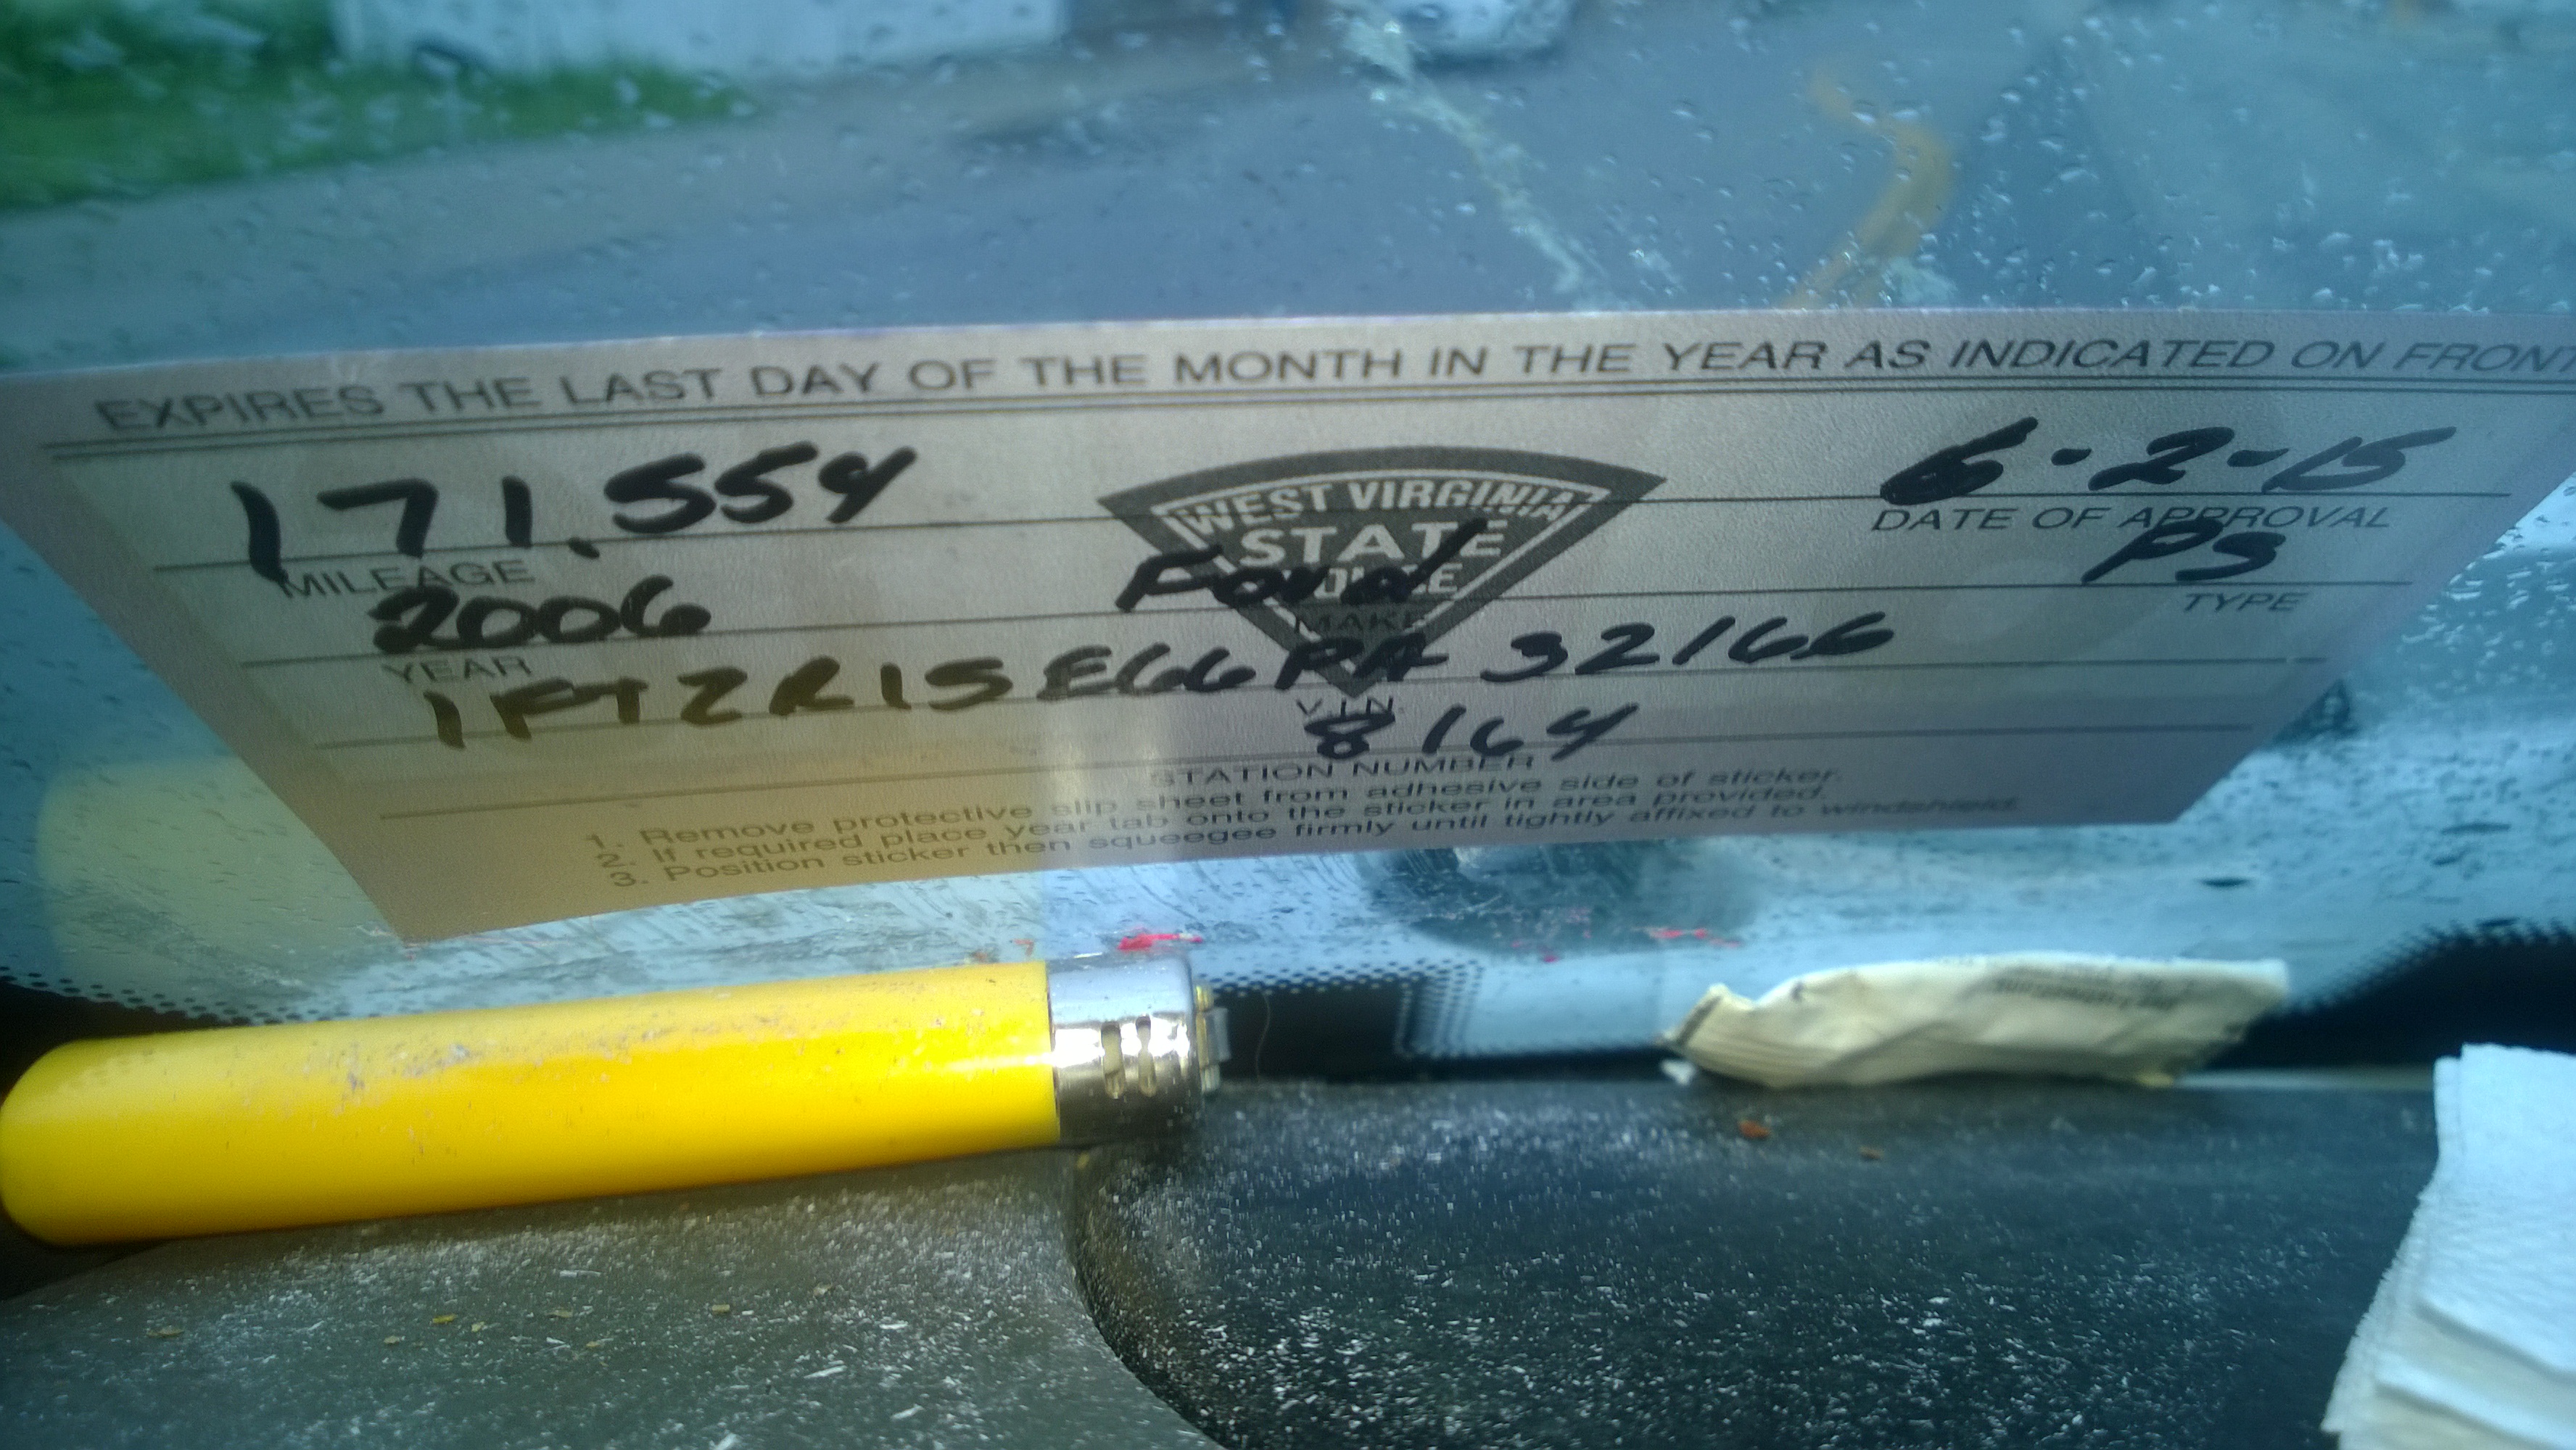 EXPIRES THE LAST DAY OF THE MONTH IN THE YEAR AS INDICATED ON FRONT
171.554
MILEAGE
WEST VIRGINIA
STATE
POLICE
6-2-15
DATE OF APPROVAL
2006
YEAR
Ford
MAKE
PS
TYPE
1FTZR15E66PA32166
V.I.N.
8164
STATION NUMBER
1. Remove protective slip sheet from adhesive side of sticker.
2. If required place year tab onto the sticker in area provided.
3. Position sticker then squeegee firmly until tightly affixed to windshield.